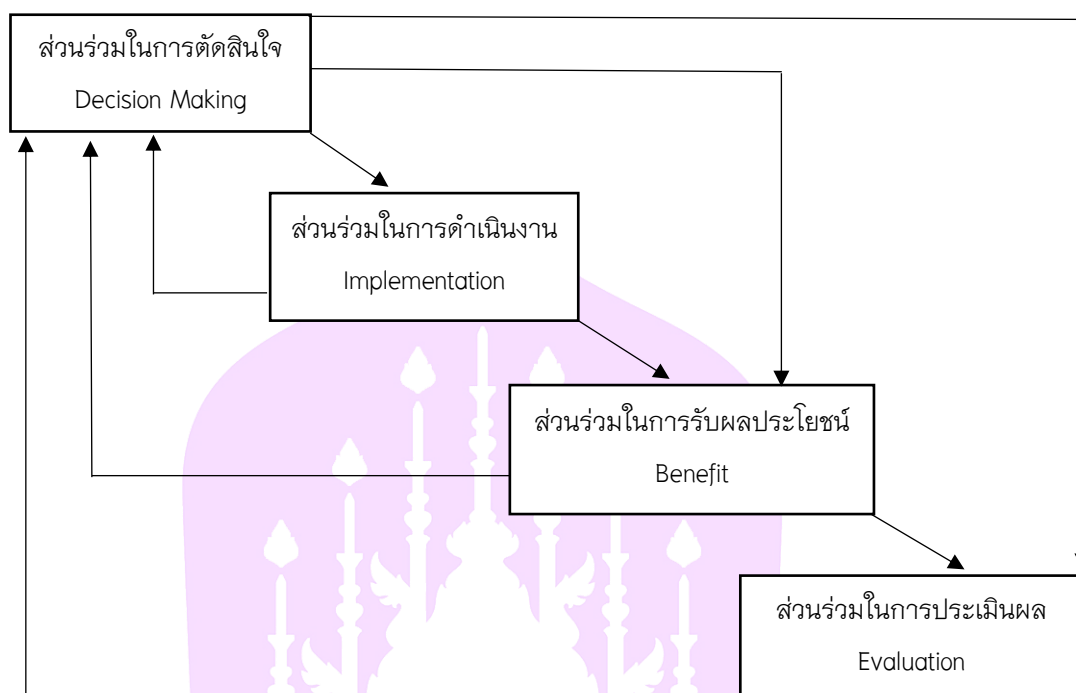 ส่วนร่วมในการตัดสินใจ
Decision Making
ส่วนร่วมในการดำเนินงาน
Implementation
ส่วนร่วมในการรับผลประโยชน์
Benefit
ส่วนร่วมในการประเมินผล
Evaluation